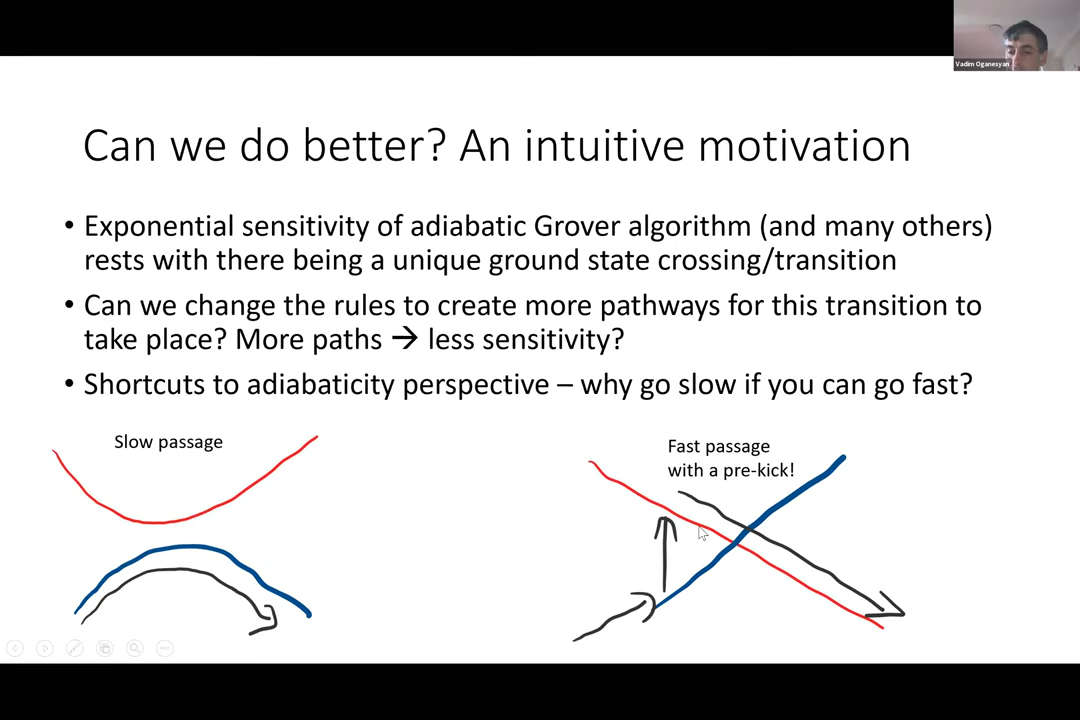 Vadim Oganesyan
Can we do better? An intuitive motivation
• Exponential sensitivity of adiabatic Grover algorithm (and many others)
rests with there being a unique ground state crossing/transition
• Can we change the rules to create more pathways for this transition to
take place? More paths → less sensitivity?
• Shortcuts to adiabaticity perspective – why go slow if you can go fast?
Slow passage
Fast passage
with a pre-kick!